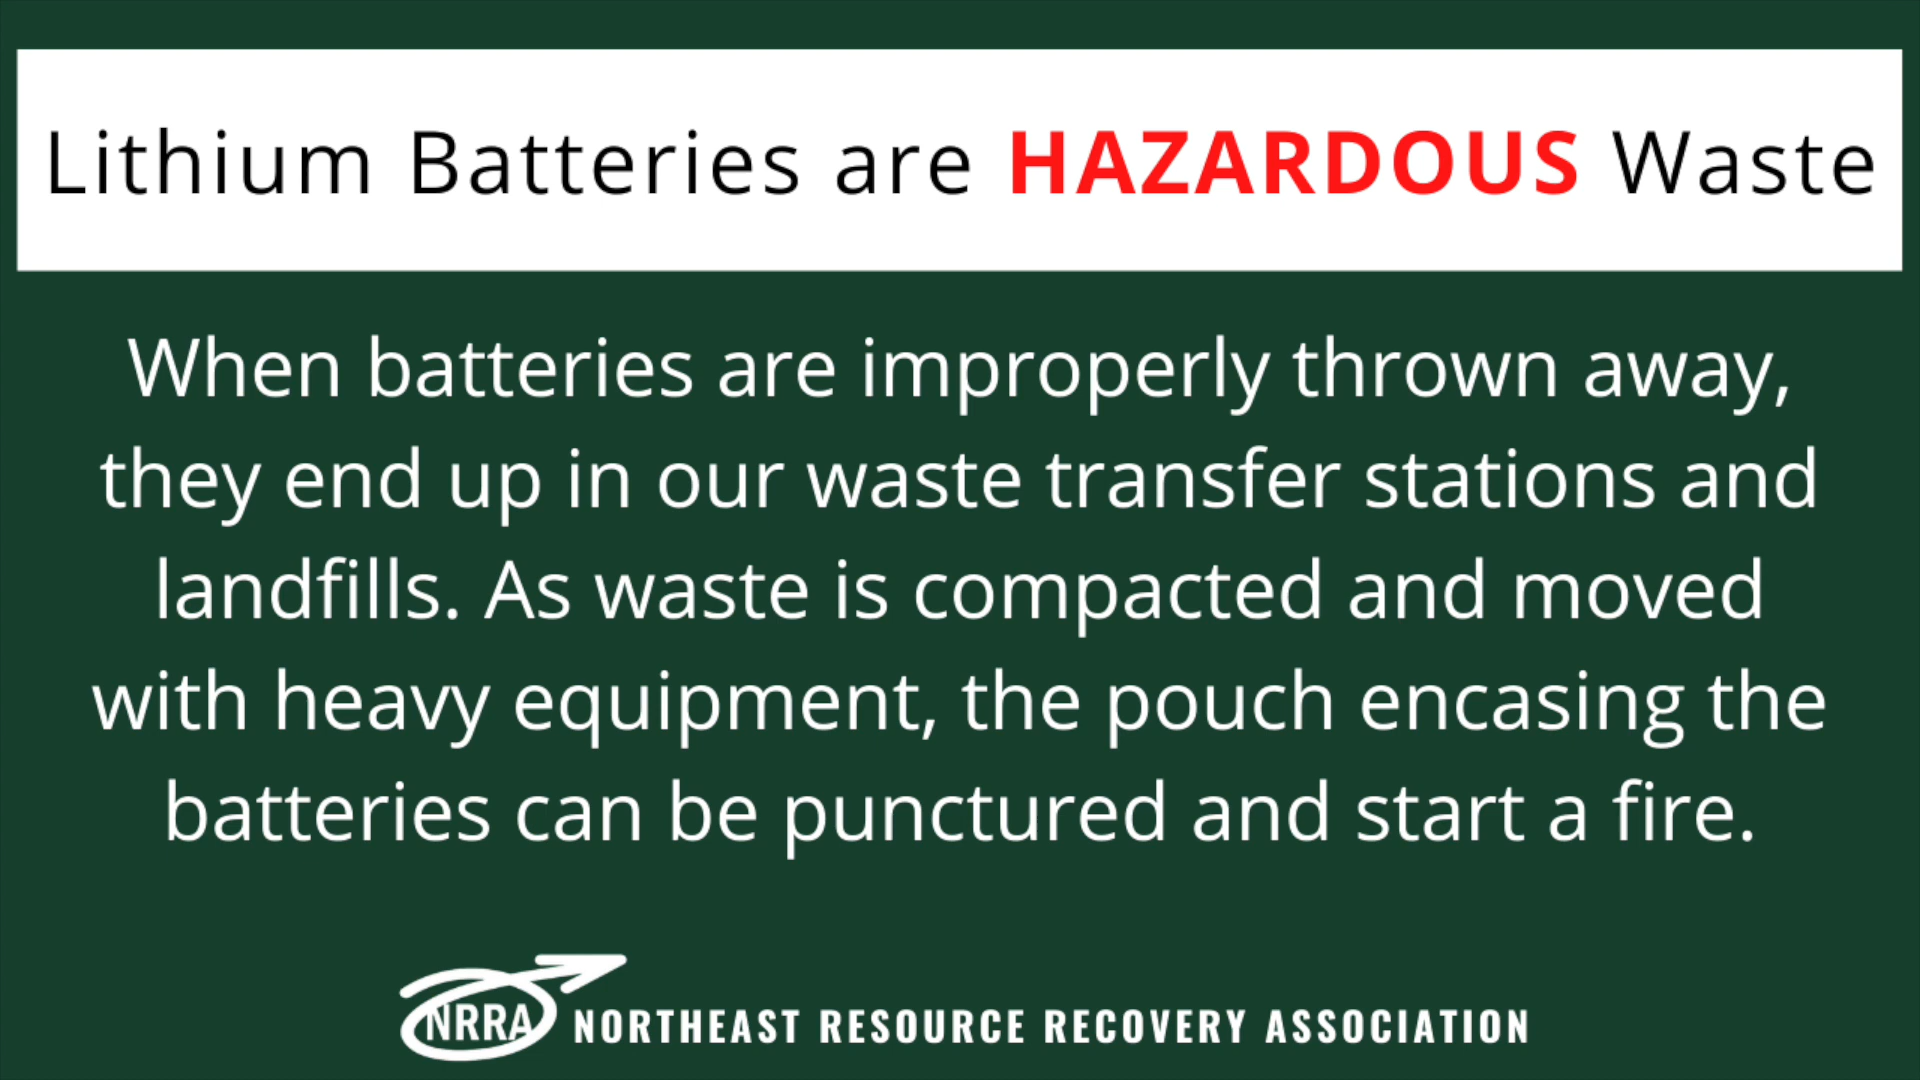 Lithium Batteries are HAZARDOUS Waste
When batteries are improperly thrown away,
they end up in our waste transfer stations and
landfills. As waste is compacted and moved
with heavy equipment, the pouch encasing the
batteries can be punctured and start a fire.
NRRA NORTHEAST RESOURCE RECOVERY ASSOCIATION